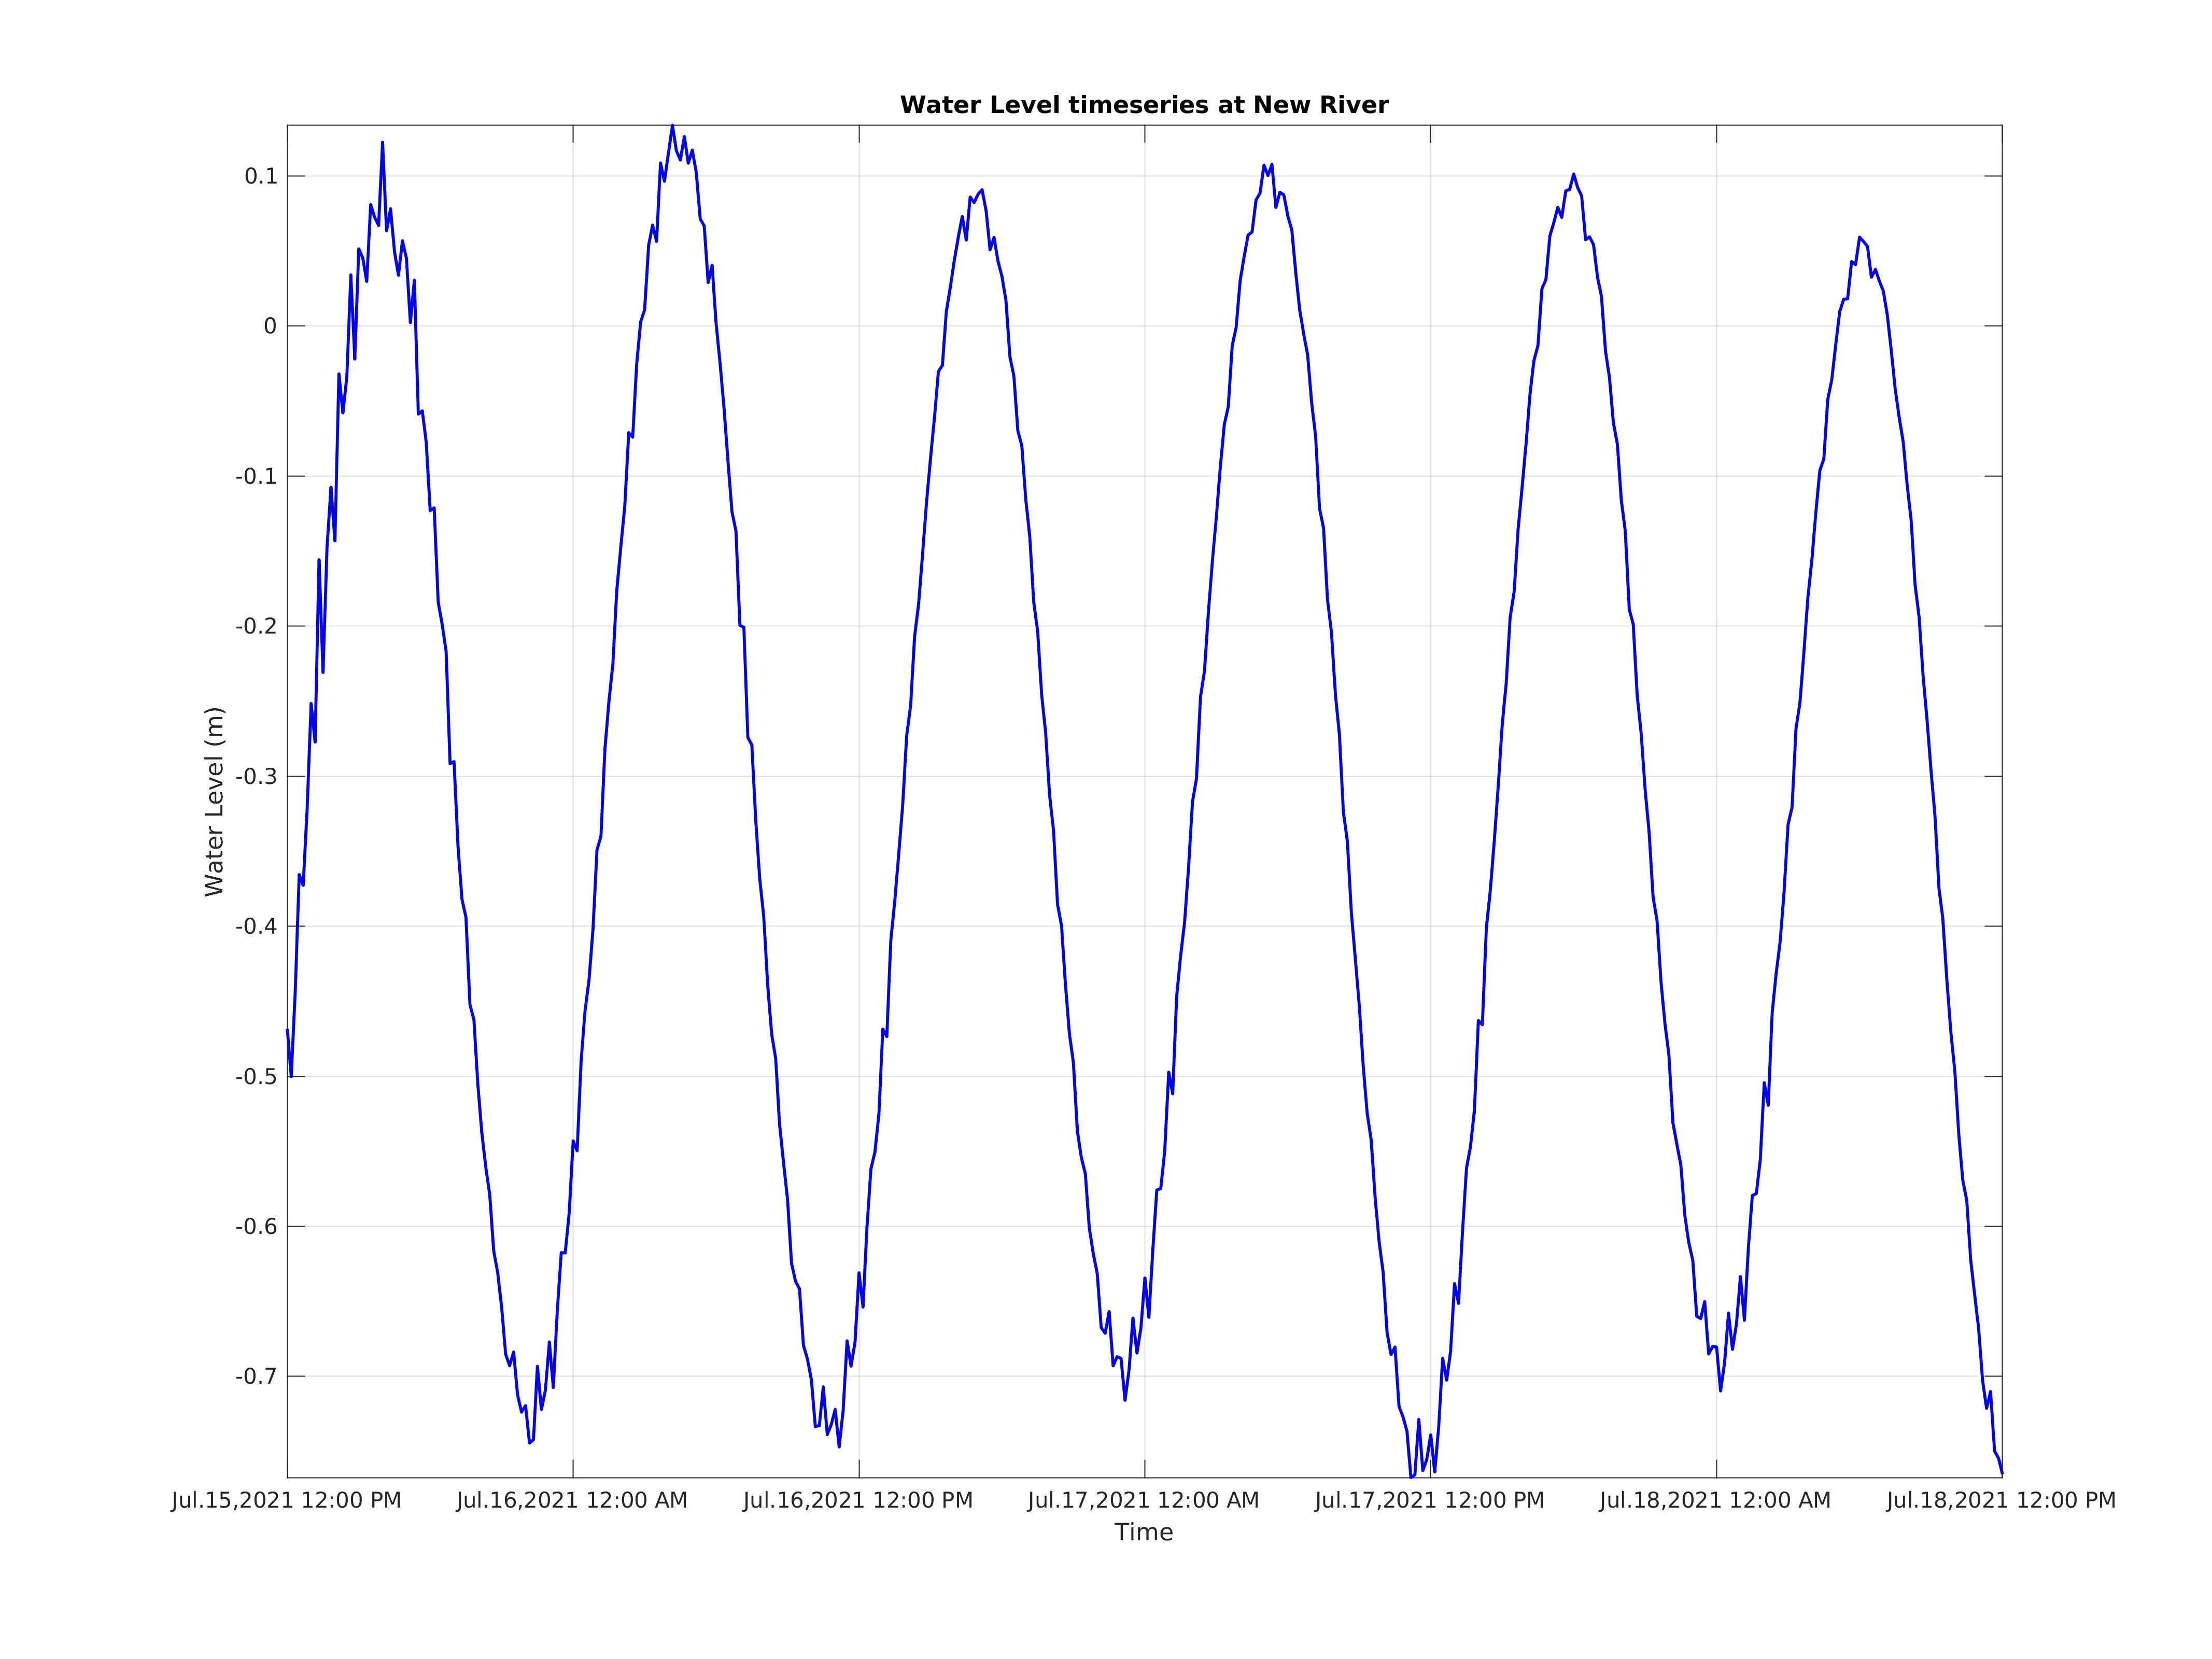 Water Level timeseries at New River
0.1
0
-0.1
-0.2
-0.3
-0.4
-0.5
-0.6
-0.7
Water Level (m)
Jul.15,2021 12:00 PM
Jul.16,2021 12:00 AM
Jul.16,2021 12:00 PM
Jul.17,2021 12:00 AM
Jul.17,2021 12:00 PM
Jul.18,2021 12:00 AM
Jul.18,2021 12:00 PM
Time